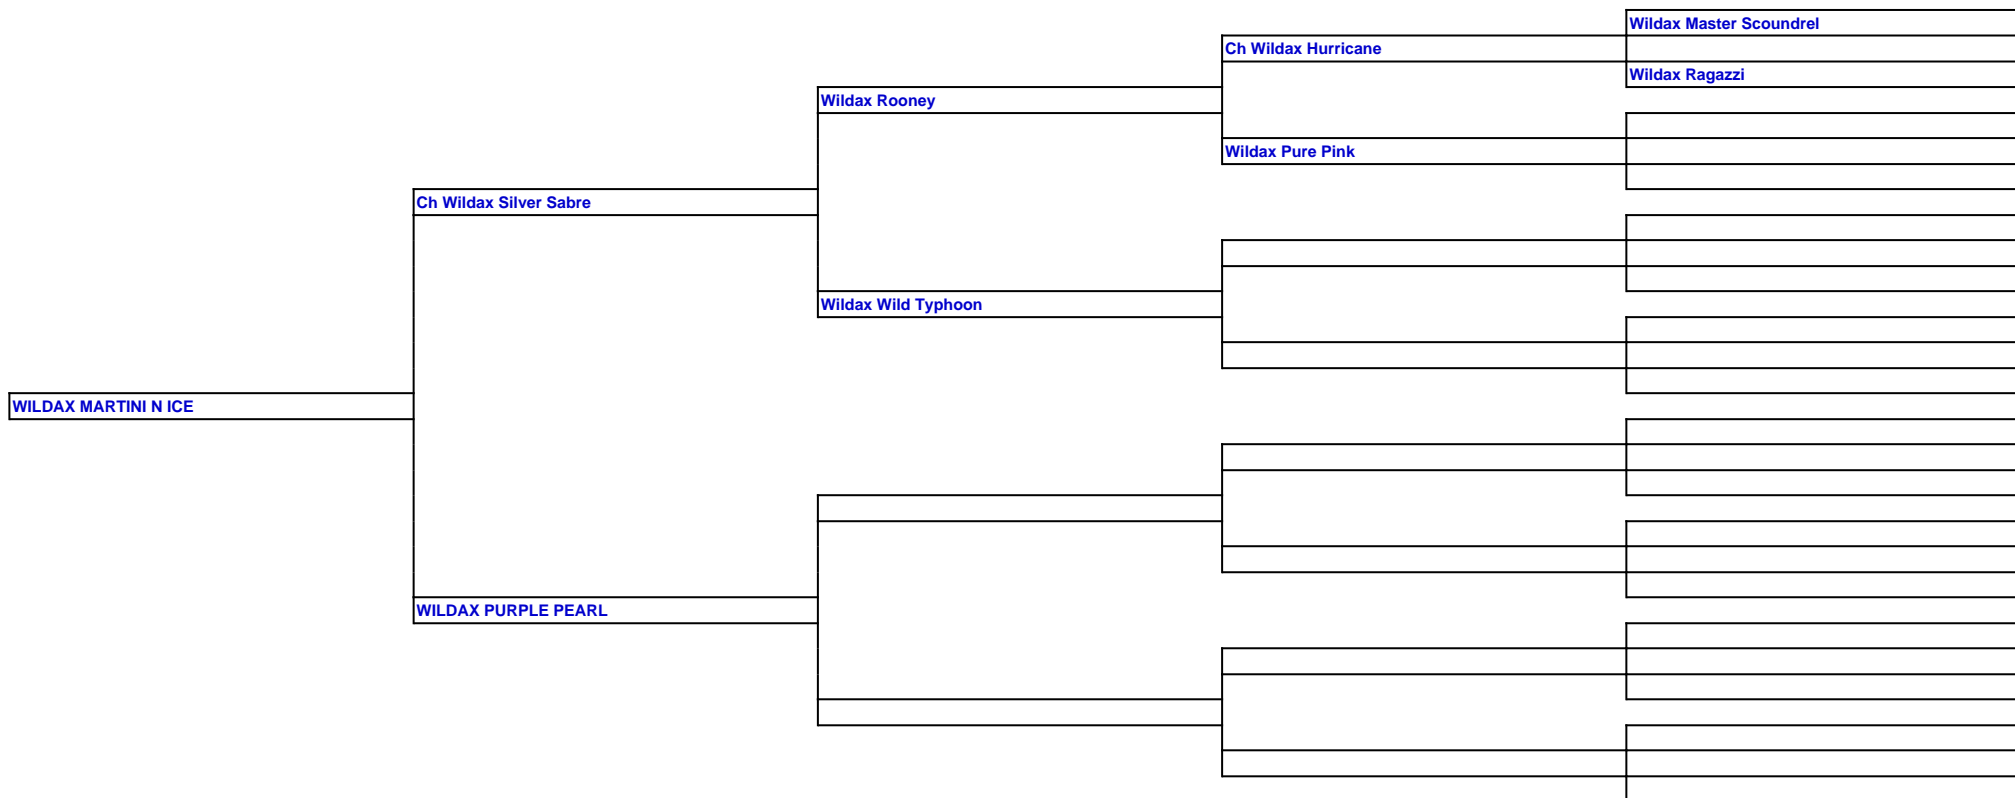 Wildax Master Scoundrel
Ch Wildax Hurricane
Wildax Ragazzi
Wildax Rooney
Wildax Pure Pink
Ch Wildax Silver Sabre
Wildax Wild Typhoon
WILDAX MARTINI N ICE
WILDAX PURPLE PEARL